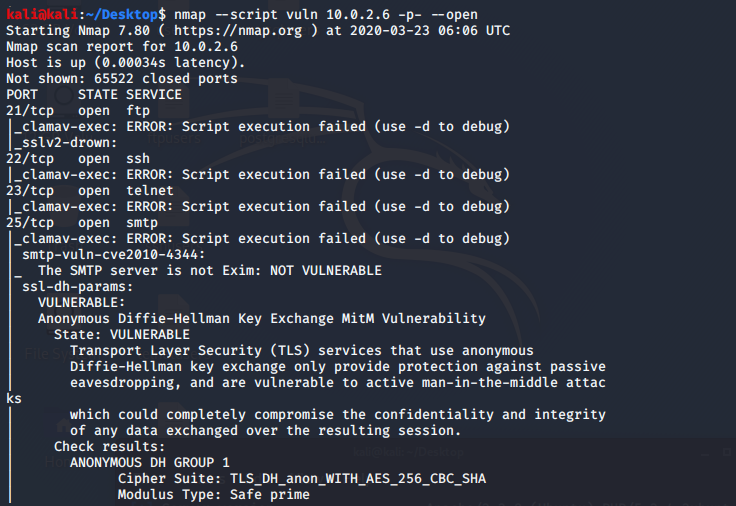 kali@kali:~/Desktop$ nmap --script vuln 10.0.2.6 -p- --open
Starting Nmap 7.80 ( https://nmap.org ) at 2020-03-23 06:06 UTC
Nmap scan report for 10.0.2.6
Host is up (0.00034s latency).
Not shown: 65522 closed ports
PORT     STATE SERVICE
21/tcp   open  ftp
|_clamav-exec: ERROR: Script execution failed (use -d to debug)
|_sslv2-drown:
22/tcp   open  ssh
|_clamav-exec: ERROR: Script execution failed (use -d to debug)
23/tcp   open  telnet
|_clamav-exec: ERROR: Script execution failed (use -d to debug)
25/tcp   open  smtp
|_clamav-exec: ERROR: Script execution failed (use -d to debug)
| smtp-vuln-cve2010-4344:
|_  The SMTP server is not Exim: NOT VULNERABLE
| ssl-dh-params:
|   VULNERABLE:
|   Anonymous Diffie-Hellman Key Exchange MitM Vulnerability
|     State: VULNERABLE
|       Transport Layer Security (TLS) services that use anonymous
|       Diffie-Hellman key exchange only provide protection against passive
|       eavesdropping, and are vulnerable to active man-in-the-middle attac
ks
|       which could completely compromise the confidentiality and integrity
|       of any data exchanged over the resulting session.
|     Check results:
|       ANONYMOUS DH GROUP 1
|             Cipher Suite: TLS_DH_anon_WITH_AES_256_CBC_SHA
|             Modulus Type: Safe prime